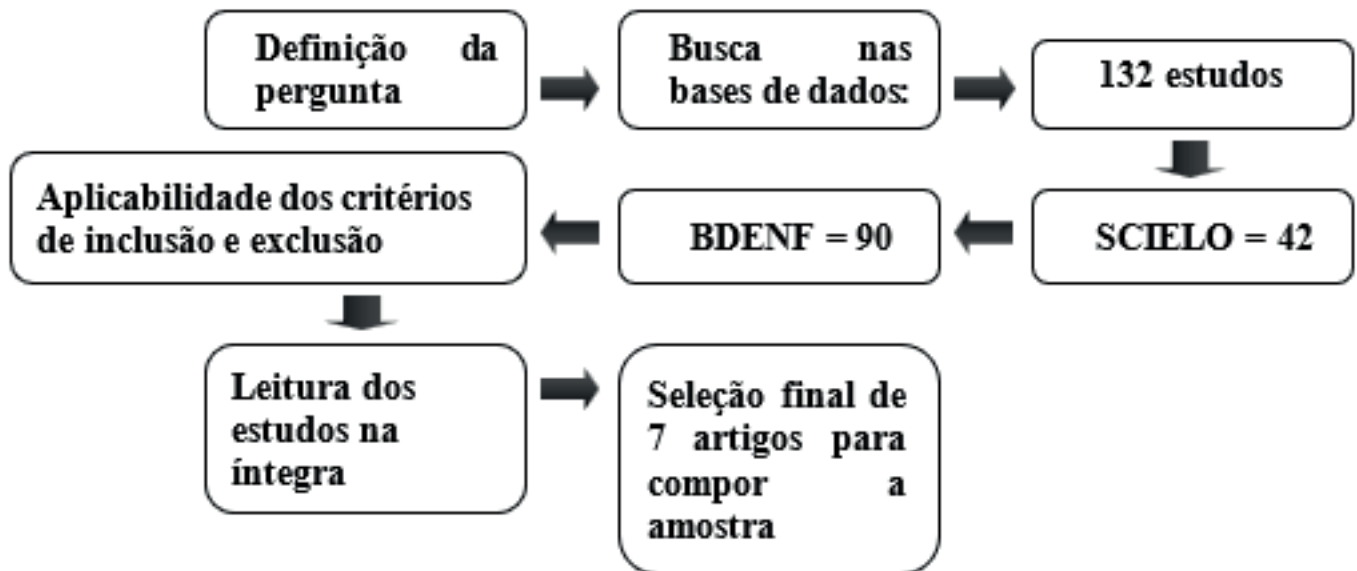 Definição da
pergunta
Busca nas
bases de dados:
132 estudos
SCIELO = 42
BDENF = 90
Aplicabilidade dos critérios
de inclusão e exclusão
Leitura dos
estudos na
íntegra
Seleção final de
7 artigos para
compor a
amostra